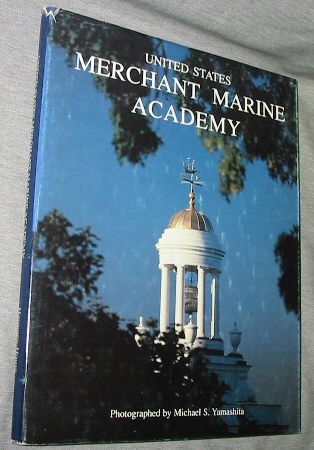 UNITED STATES
MERCHANT MARINE
ACADEMY
Photographed by Michael S. Yamashita